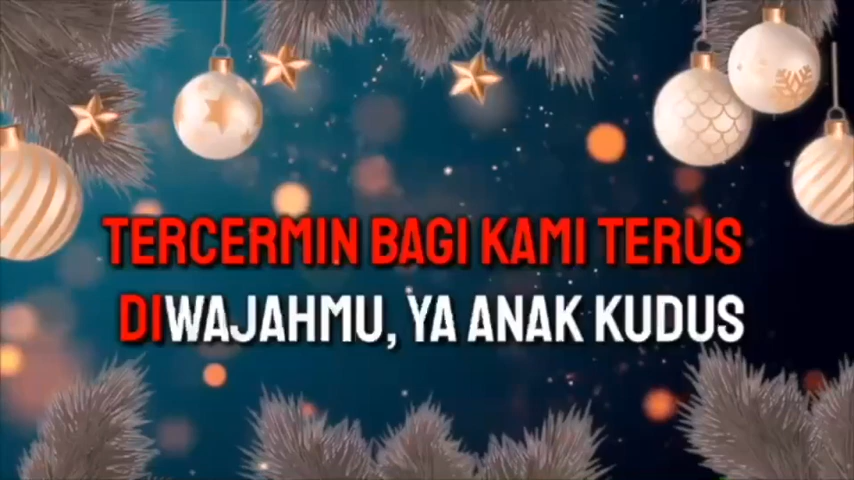 TERCERMIN BAGI KAMI TERUS
DIWAJAHMU, YA ANAK KUDUS